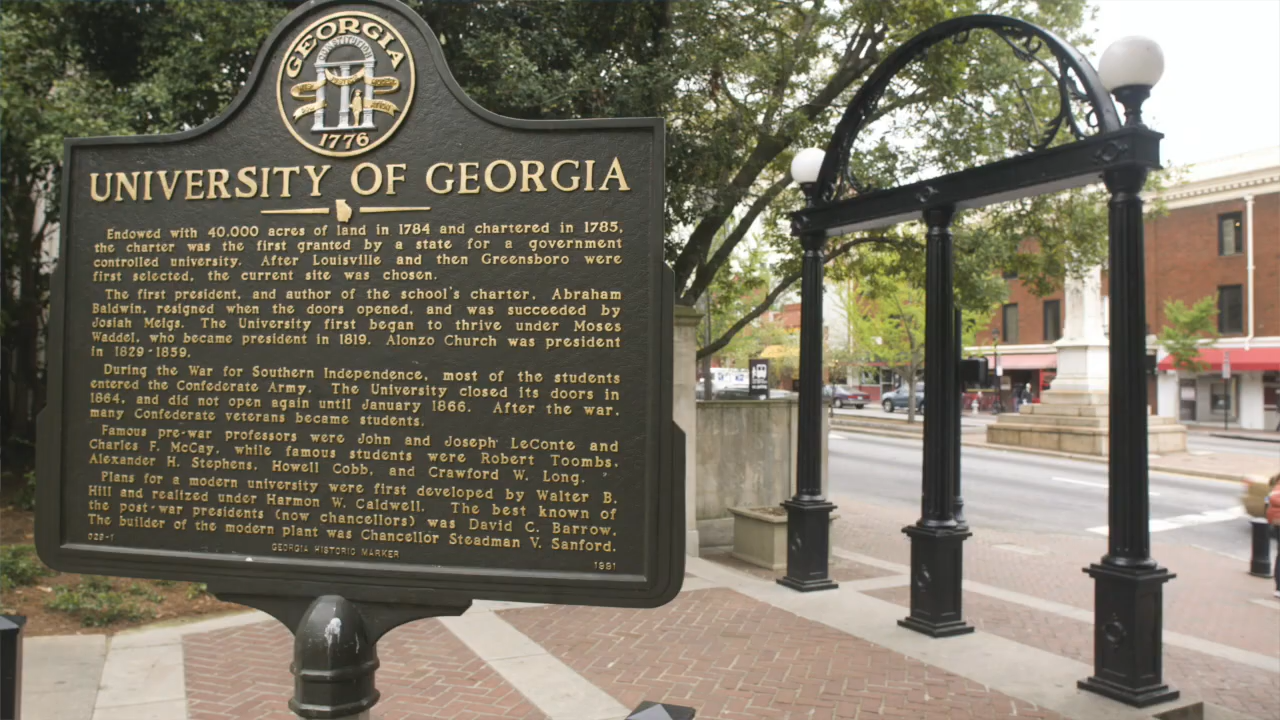 GEORGIA
CONSTITUTION
1776
UNIVERSITY OF GEORGIA
Endowed with 40,000 acres of land in 1784 and chartered in 1785,
the charter was the first granted by a state for a government
controlled university. After Louisville and then Greensboro were
first selected, the current site was chosen.
The first president, and author of the school's charter, Abraham
Baldwin, resigned when the doors opened, and was succeeded by
Josiah Meigs. The University first began to thrive under Moses
Waddel, who became president in 1819. Alonzo Church was president
in 1829-1859.
During the War for Southern Independence, most of the students
entered the Confederate Army. The University closed its doors in
1864, and did not open again until January 1866. After the war,
many Confederate veterans became students.
Famous pre-war professors were John and Joseph LeConte and
Charles F. McCay, while famous students were Robert Toombs,
Alexander H. Stephens, Howell Cobb, and Crawford W. Long.
Plans for a modern university were first developed by Walter B.
Hill and realized under Harmon W. Caldwell. The best known of
the post-war presidents (now chancellors) was David C. Barrow.
The builder of the modern plant was Chancellor Steadman V. Sanford.
029-1
GEORGIA HISTORIC MARKER
1991